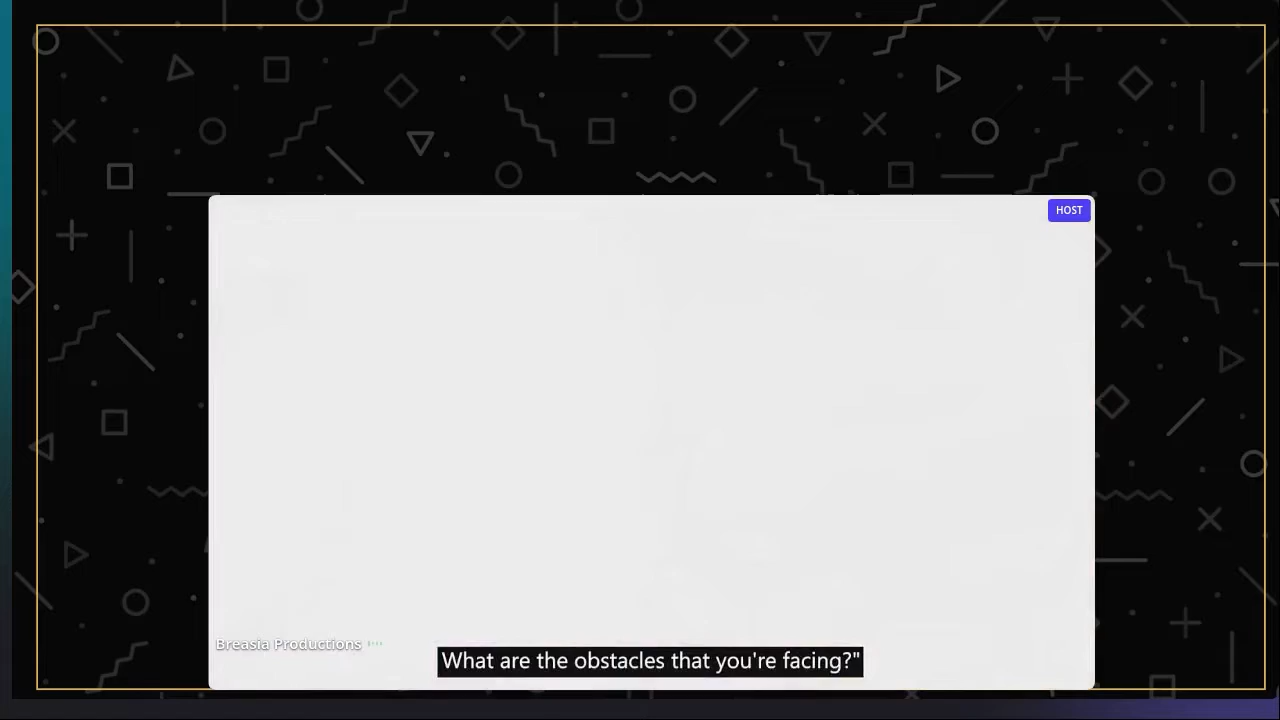 HOST
Breasia Productions
What are the obstacles that you're facing?"